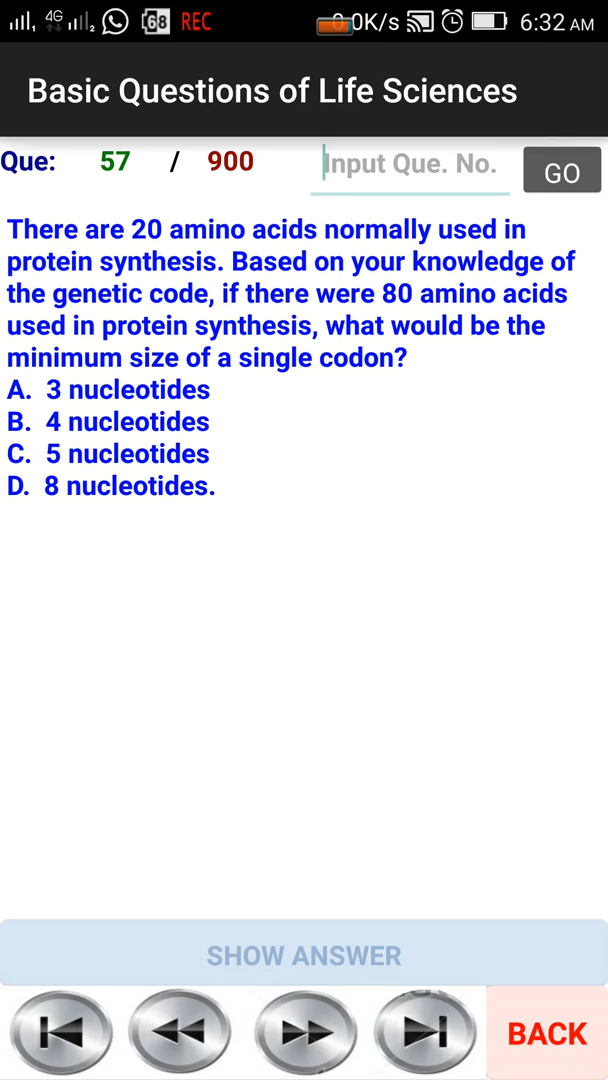 4G 2 68 REC 0K/s 6:32 AM
Basic Questions of Life Sciences
Que: 57 / 900 Input Que. No. GO
There are 20 amino acids normally used in
protein synthesis. Based on your knowledge of
the genetic code, if there were 80 amino acids
used in protein synthesis, what would be the
minimum size of a single codon?
A. 3 nucleotides
B. 4 nucleotides
C. 5 nucleotides
D. 8 nucleotides.
SHOW ANSWER
BACK